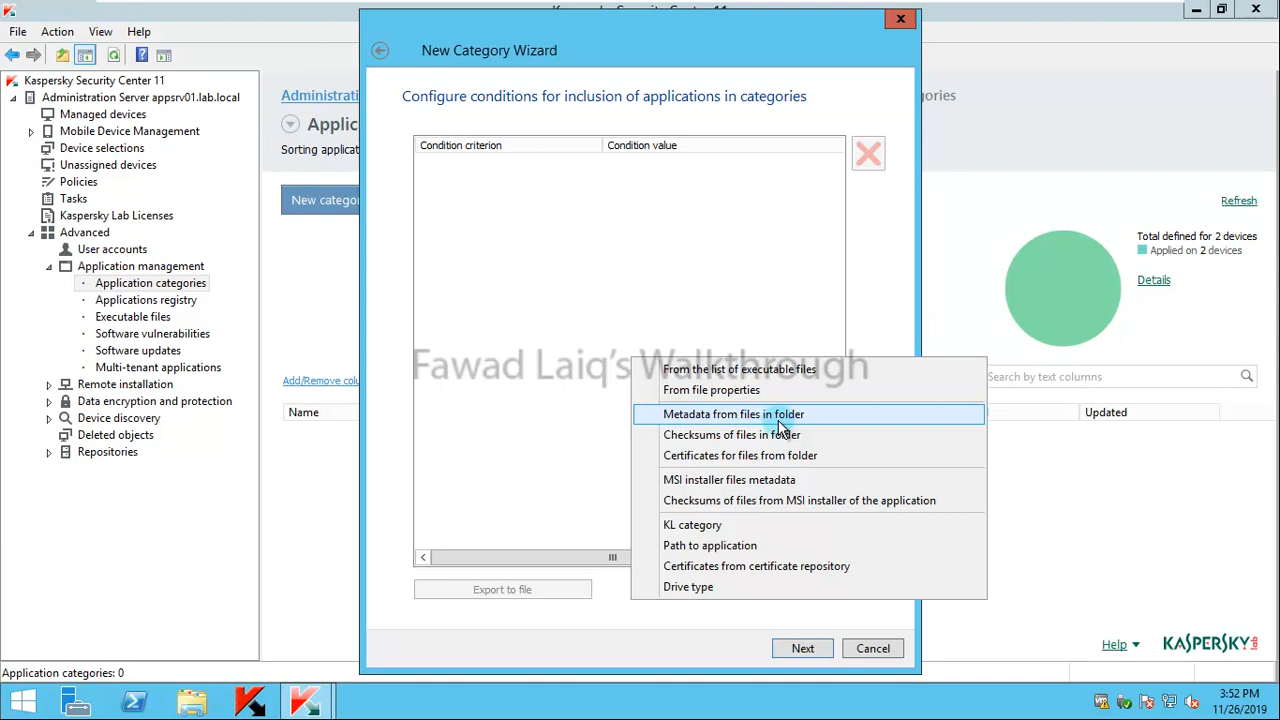 File Action View Help
Kaspersky Security Center 11
Administration Server appsrv01.lab.local
Managed devices
Mobile Device Management
Device selections
Unassigned devices
Policies
Tasks
Kaspersky Lab Licenses
Advanced
User accounts
Application management
Application categories
Applications registry
Executable files
Software vulnerabilities
Software updates
Multi-tenant applications
Remote installation
Data encryption and protection
Device discovery
Deleted objects
Repositories
Application categories: 0
Administrati
Applic
Sorting applicat
New catego
Add/Remove colu
Name
New Category Wizard
Configure conditions for inclusion of applications in categories
Condition criterion Condition value
Fawad Laiq's Walkthrough
From the list of executable files
From file properties
Metadata from files in folder
Checksums of files in folder
Certificates for files from folder
MSI installer files metadata
Checksums of files from MSI installer of the application
KL category
Path to application
Certificates from certificate repository
Drive type
Export to file
Next Cancel
egories
Refresh
Total defined for 2 devices
Applied on 2 devices
Details
Search by text columns
Updated
Help
KASPERSKY lab
3:52 PM
11/26/2019